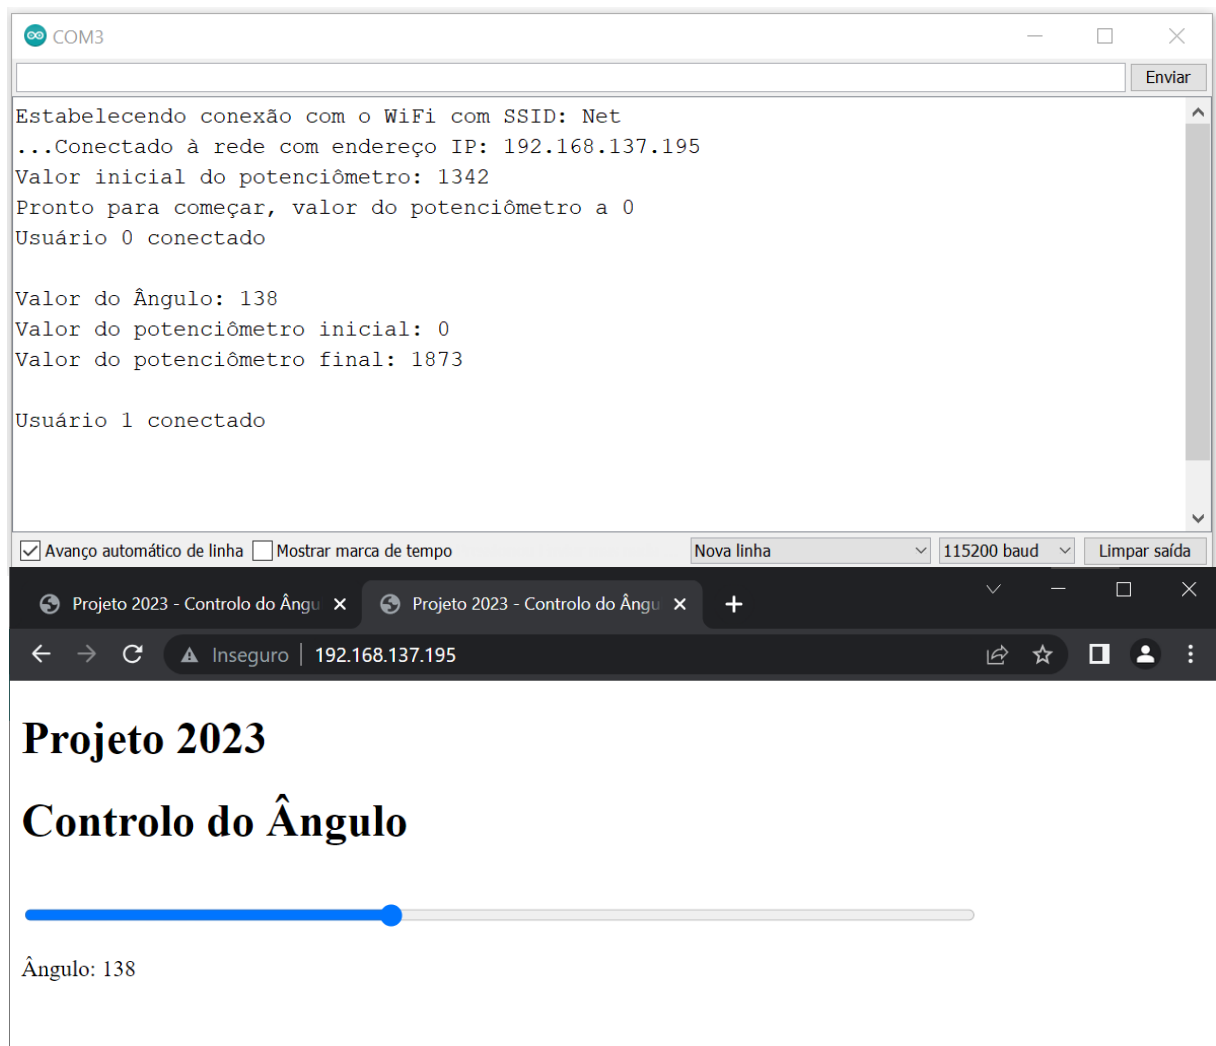 COM3
Enviar
Estabelecendo conexão com o WiFi com SSID: Net
...Conectado à rede com endereço IP: 192.168.137.195
Valor inicial do potenciômetro: 1342
Pronto para começar, valor do potenciômetro a 0
Usuário 0 conectado
Valor do Ângulo: 138
Valor do potenciômetro inicial: 0
Valor do potenciômetro final: 1873
Usuário 1 conectado
Avanço automático de linha Mostrar marca de tempo Nova linha 115200 baud Limpar saída
Projeto 2023 - Controlo do Ângu Projeto 2023 - Controlo do Ângu
Inseguro 192.168.137.195
Projeto 2023
Controlo do Ângulo
Ângulo: 138